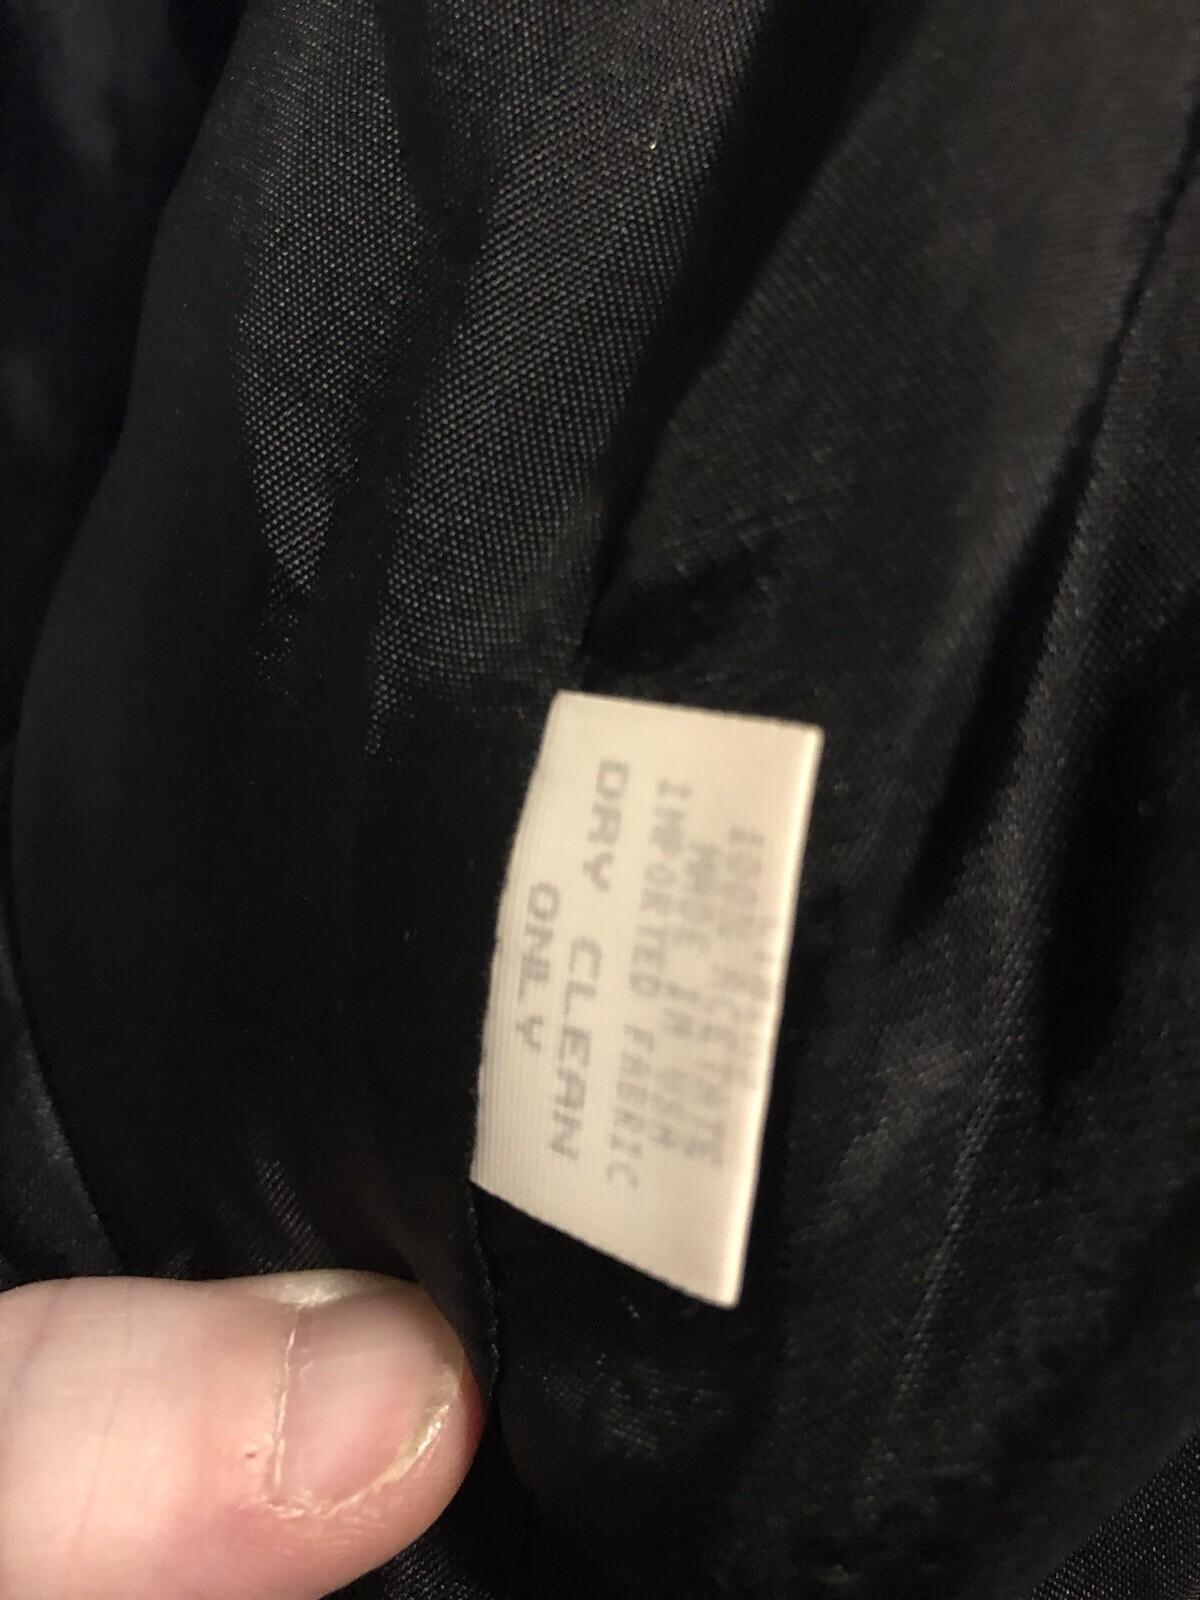 100% ACETATE
MADE IN USA
IMPORTED FABRIC
DRY CLEAN
ONLY